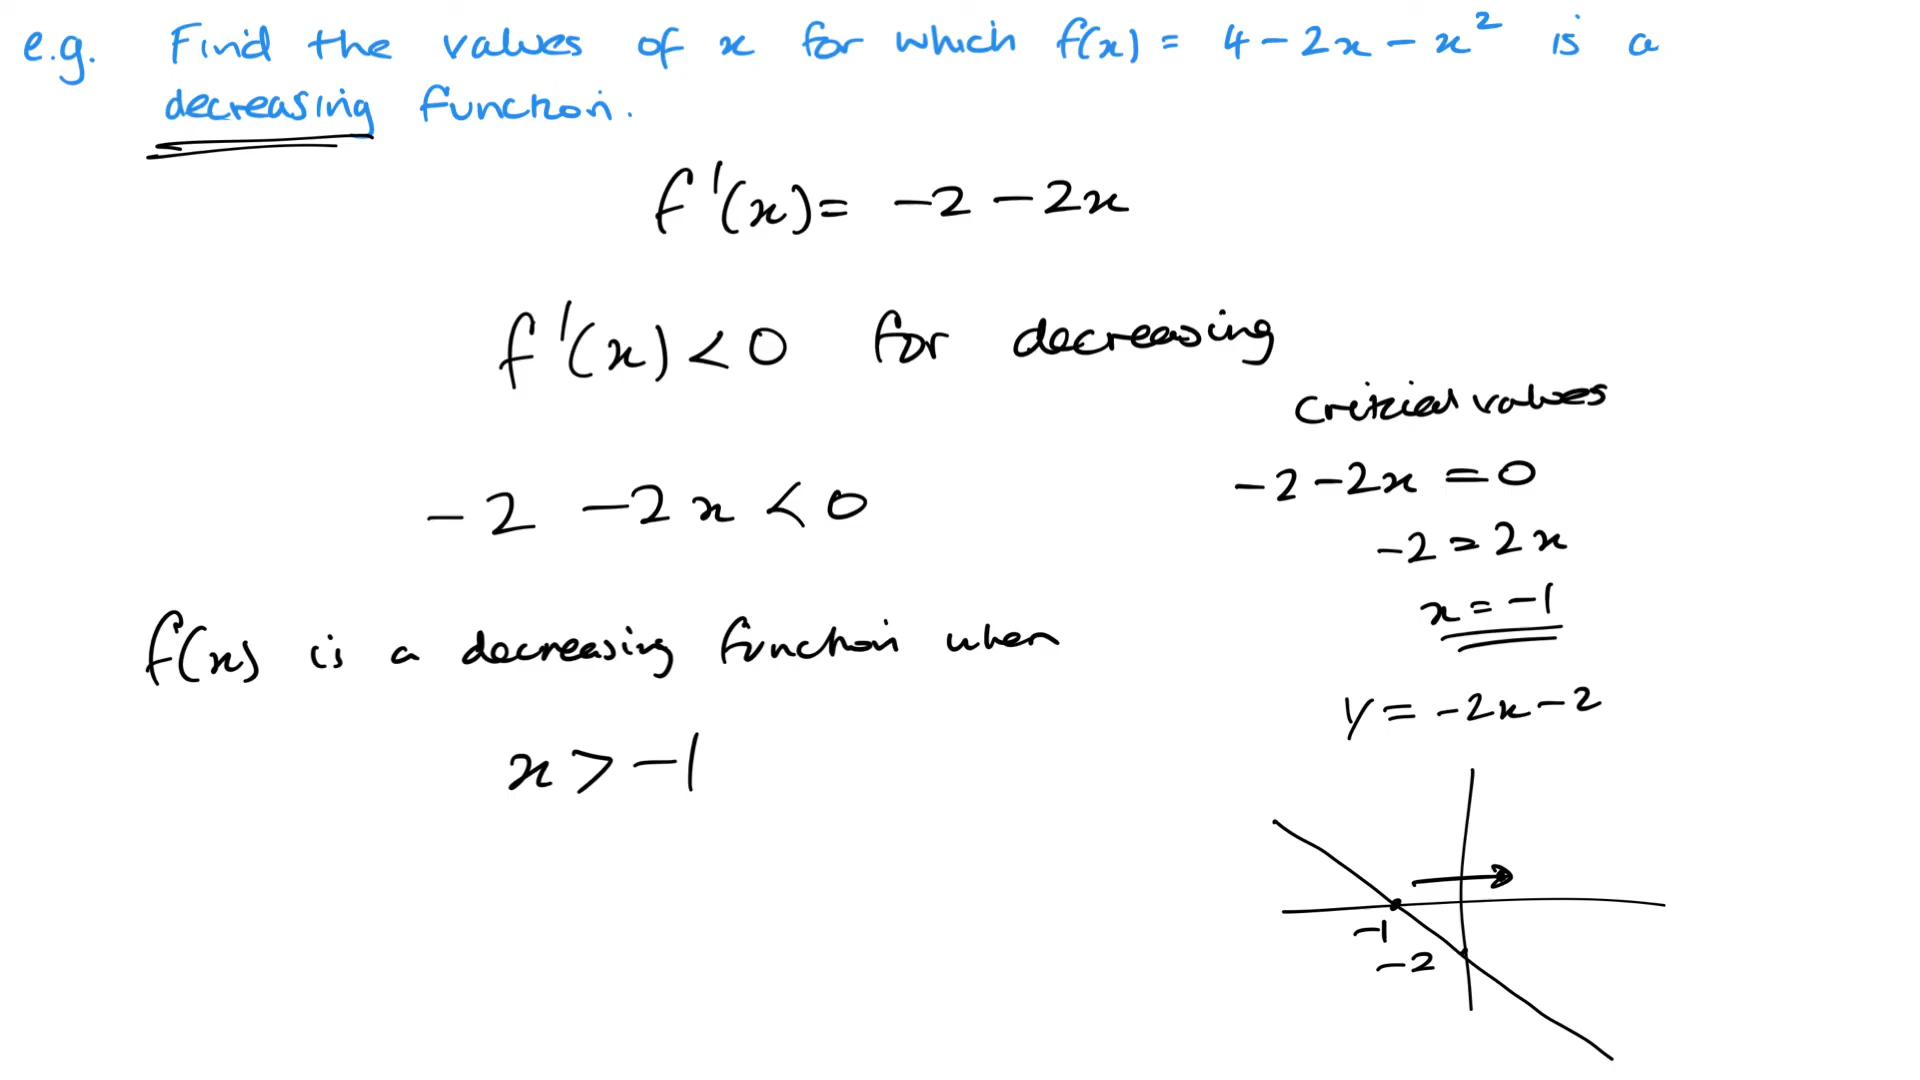 e.g. Find the values of x for which f(x) = 4 - 2x - x² is a
decreasing function.
f'(x) = -2 - 2x
f'(x) < 0 for decreasing
critical values
-2 - 2x = 0
-2 - 2x < 0
-2 = 2x
x = -1
f(x) is a decreasing function when
y = -2x - 2
x > -1
-1
-2